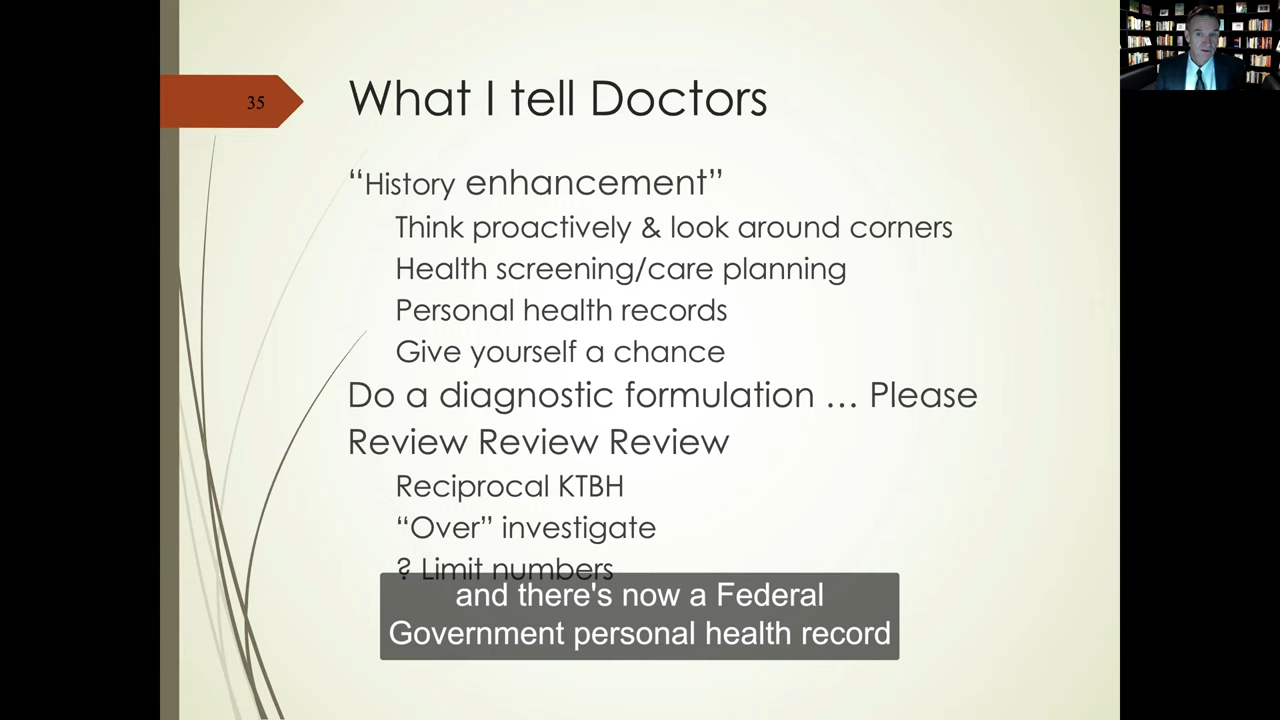 35
What I tell Doctors
“History enhancement”
Think proactively & look around corners
Health screening/care planning
Personal health records
Give yourself a chance
Do a diagnostic formulation … Please
Review Review Review
Reciprocal KTBH
“Over” investigate
? Limit numbers
and there's now a Federal
Government personal health record